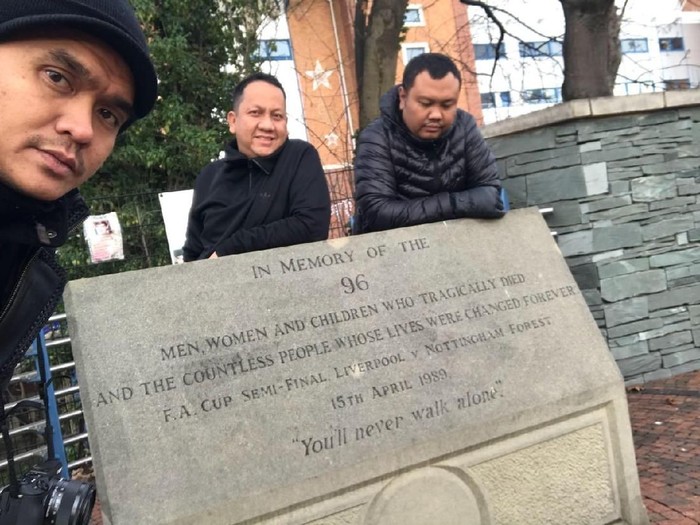 IN MEMORY OF THE
96
MEN, WOMEN AND CHILDREN WHO TRAGICALLY DIED
AND THE COUNTLESS PEOPLE WHOSE LIVES WERE CHANGED FOREVER
F.A. CUP SEMI-FINAL LIVERPOOL V NOTTINGHAM FOREST
15TH APRIL 1989
"You'll never walk alone."